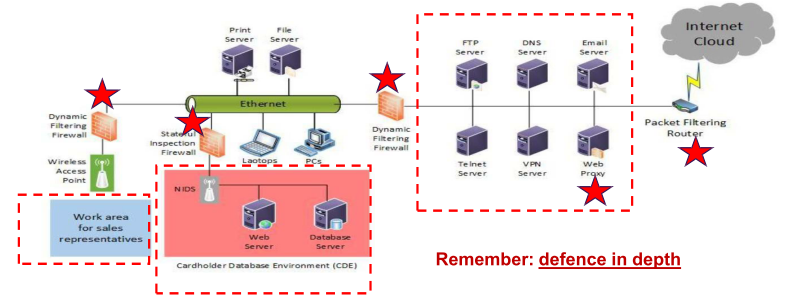 Internet
Cloud
Print
Server
File
Server
FTP
Server
DNS
Server
Email
Server
Ethernet
Dynamic
Filtering
Firewall
Stateful
Inspection
Firewall
Dynamic
Filtering
Firewall
Packet Filtering
Router
Wireless
Access
Point
Laotops
PCs
Telnet
Server
VPN
Server
Web
Proxy
NIDS
Work area
for sales
representatives
Web
Server
Database
Server
Cardholder Database Environment (CDE)
Remember: defence in depth